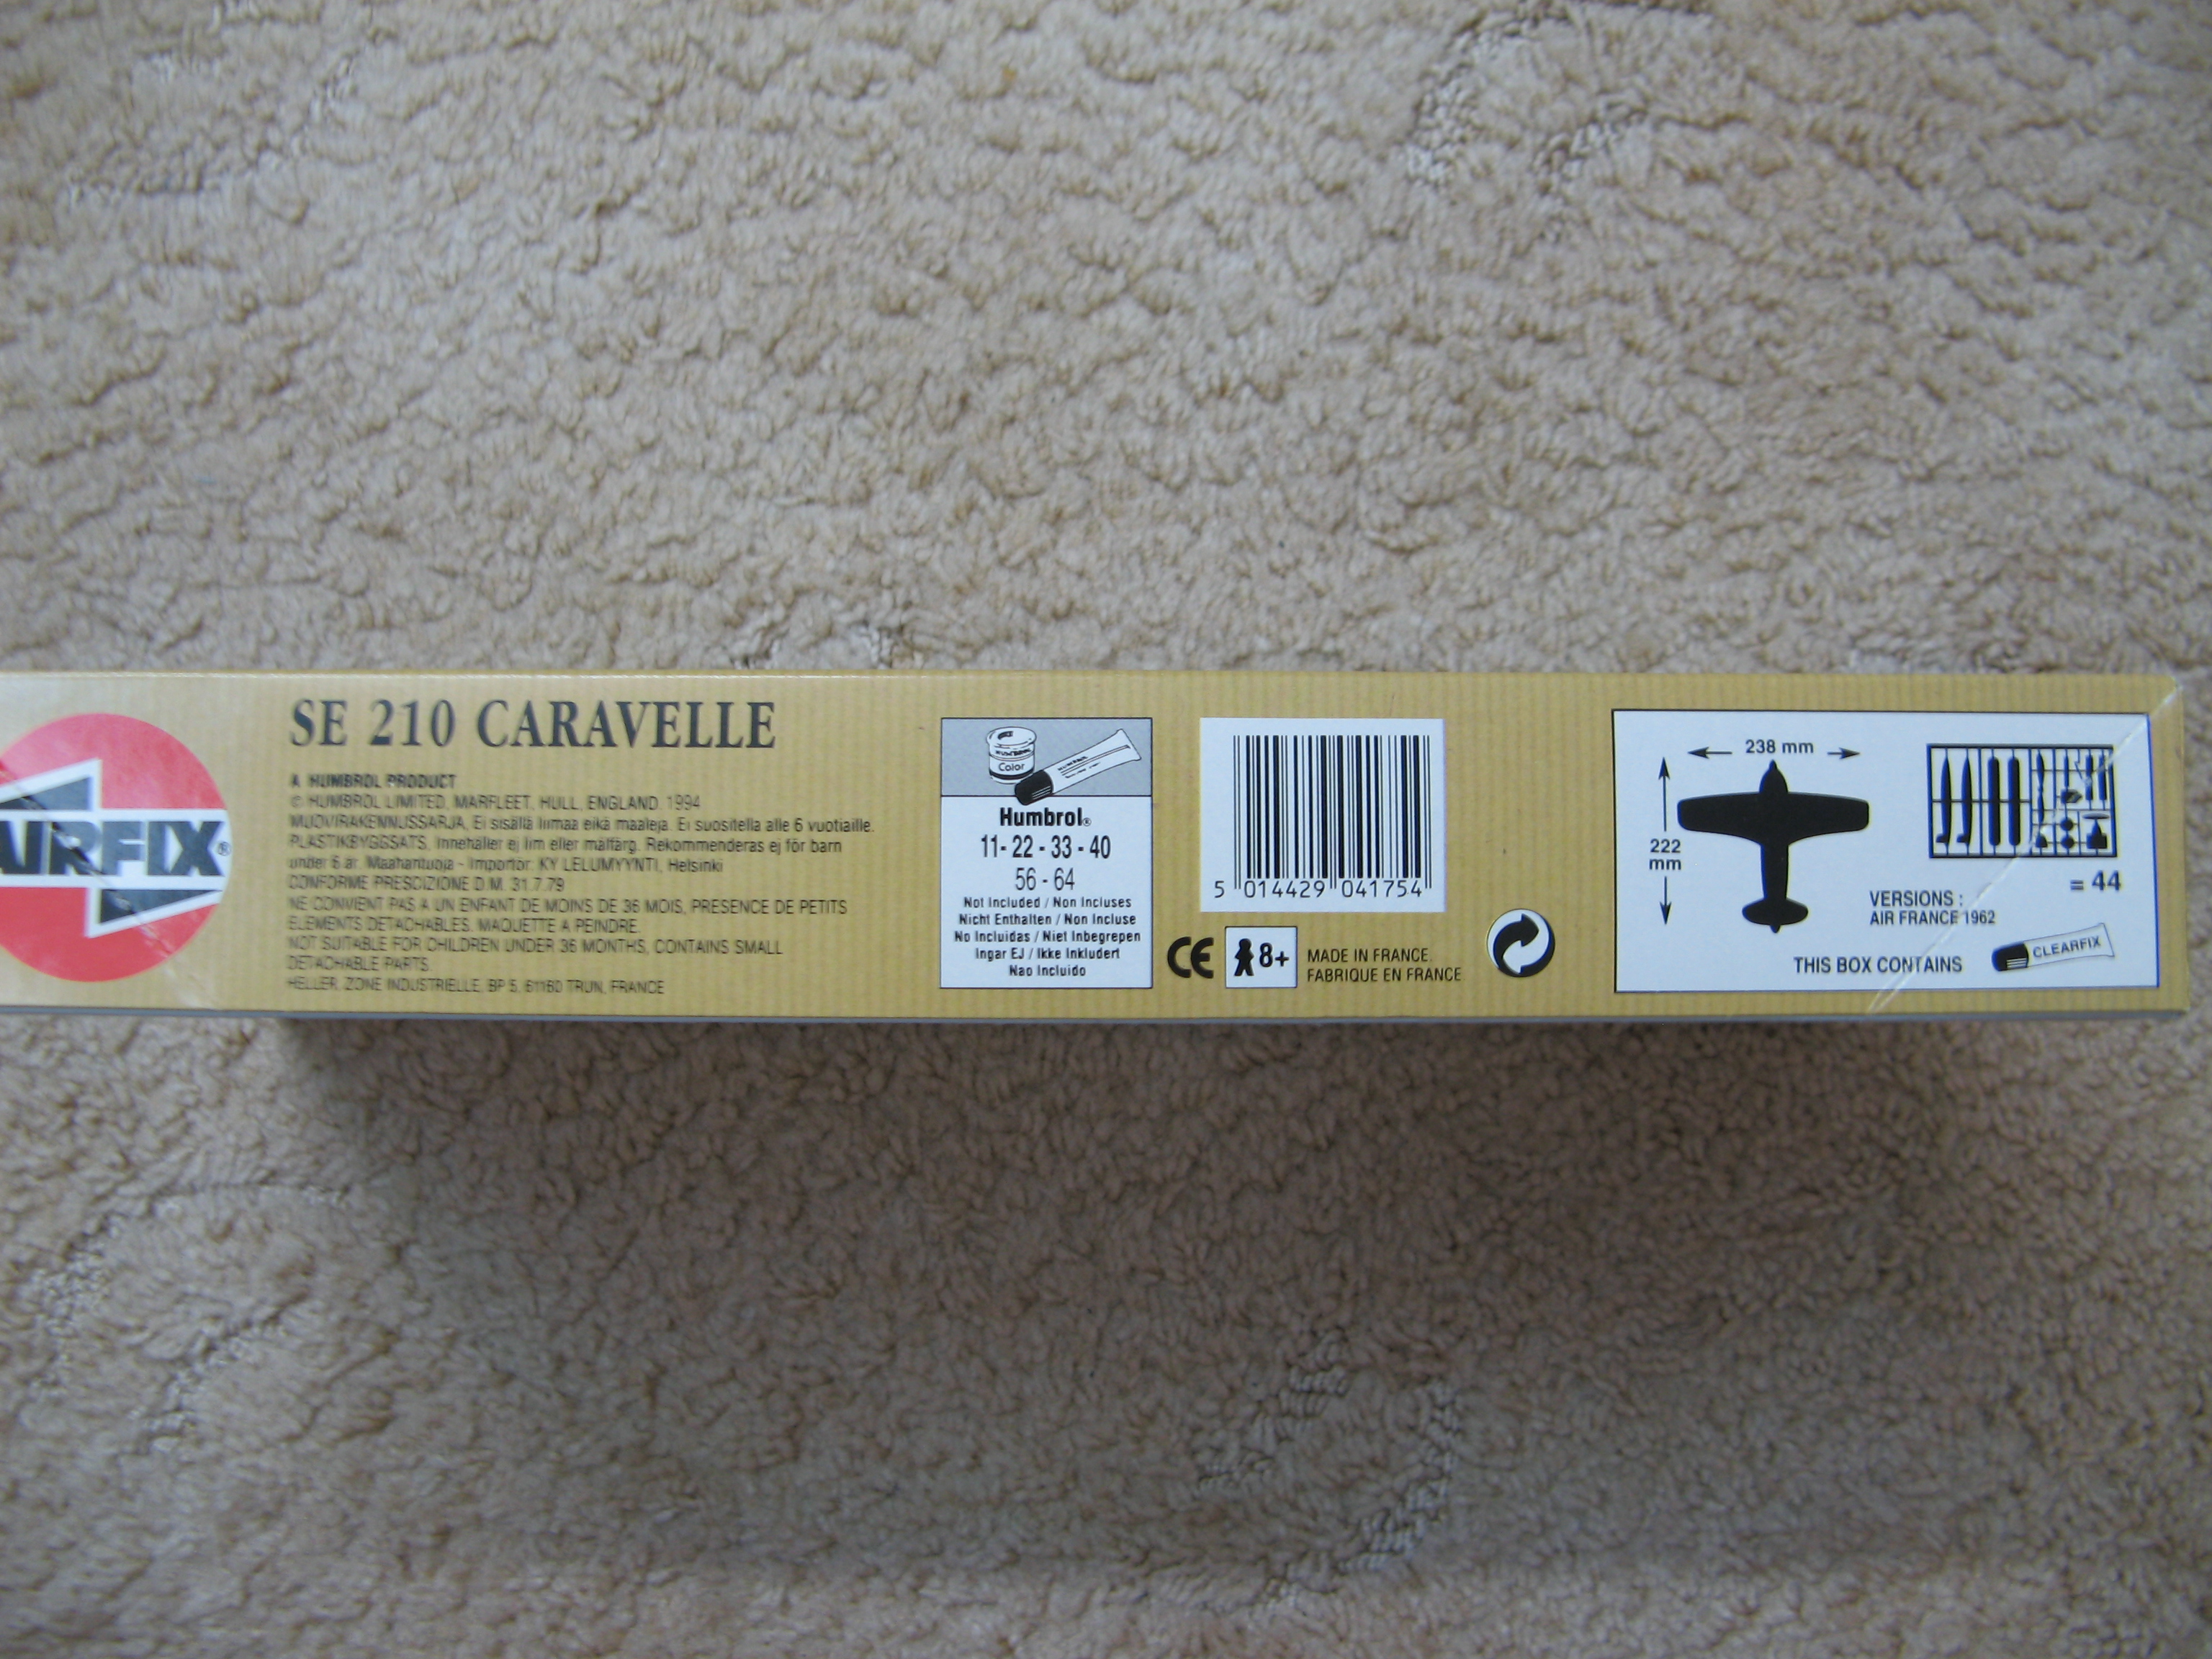 AIRFIX®
SE 210 CARAVELLE
A HUMBROL PRODUCT
© HUMBROL LIMITED, MARFLEET, HULL, ENGLAND. 1994
MUOVIRAKENNUSSARJA, Ei sisällä liimaa eikä maaleja. Ei suositella alle 6 vuotiaille.
PLASTIKBYGGSATS, Innehåller ej lim eller målfärg. Rekommenderas ej för barn
under 6 år. Maahantuoja - Importör: KY LELUMYYNTI, Helsinki
CONFORME PRESCIZIONE D.M. 31.7.79
NE CONVIENT PAS A UN ENFANT DE MOINS DE 36 MOIS, PRESENCE DE PETITS
ELEMENTS DETACHABLES. MAQUETTE A PEINDRE.
NOT SUITABLE FOR CHILDREN UNDER 36 MONTHS, CONTAINS SMALL
DETACHABLE PARTS.
HELLER, ZONE INDUSTRIELLE, BP 5, 61160 TRUN, FRANCE
Color
Humbrol®
11 - 22 - 33 - 40
56 - 64
Not Included / Non Incluses
Nicht Enthalten / Non Incluse
No Incluidas / Niet Inbegrepen
Ingar EJ / Ikke Inkludert
Nao Incluido
5 014429 041754
CE
8+
MADE IN FRANCE.
FABRIQUE EN FRANCE
238 mm
222
mm
= 44
VERSIONS :
AIR FRANCE 1962
THIS BOX CONTAINS
CLEARFIX